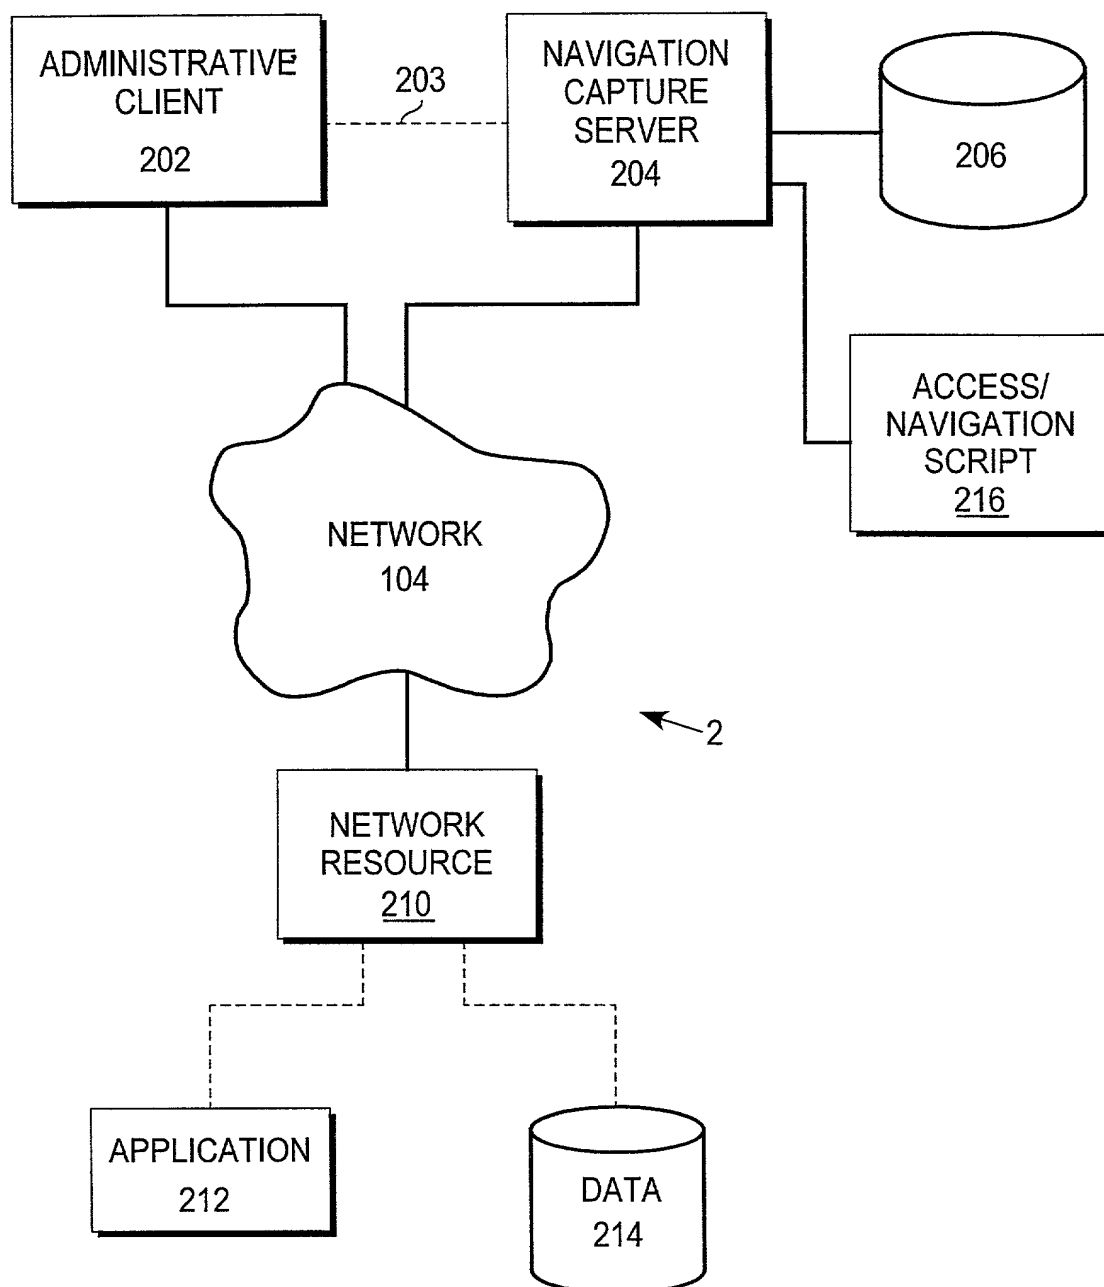 ADMINISTRATIVE
CLIENT
202
203
NAVIGATION
CAPTURE
SERVER
204
206
ACCESS/
NAVIGATION
SCRIPT
216
NETWORK
104
2
NETWORK
RESOURCE
210
APPLICATION
212
DATA
214